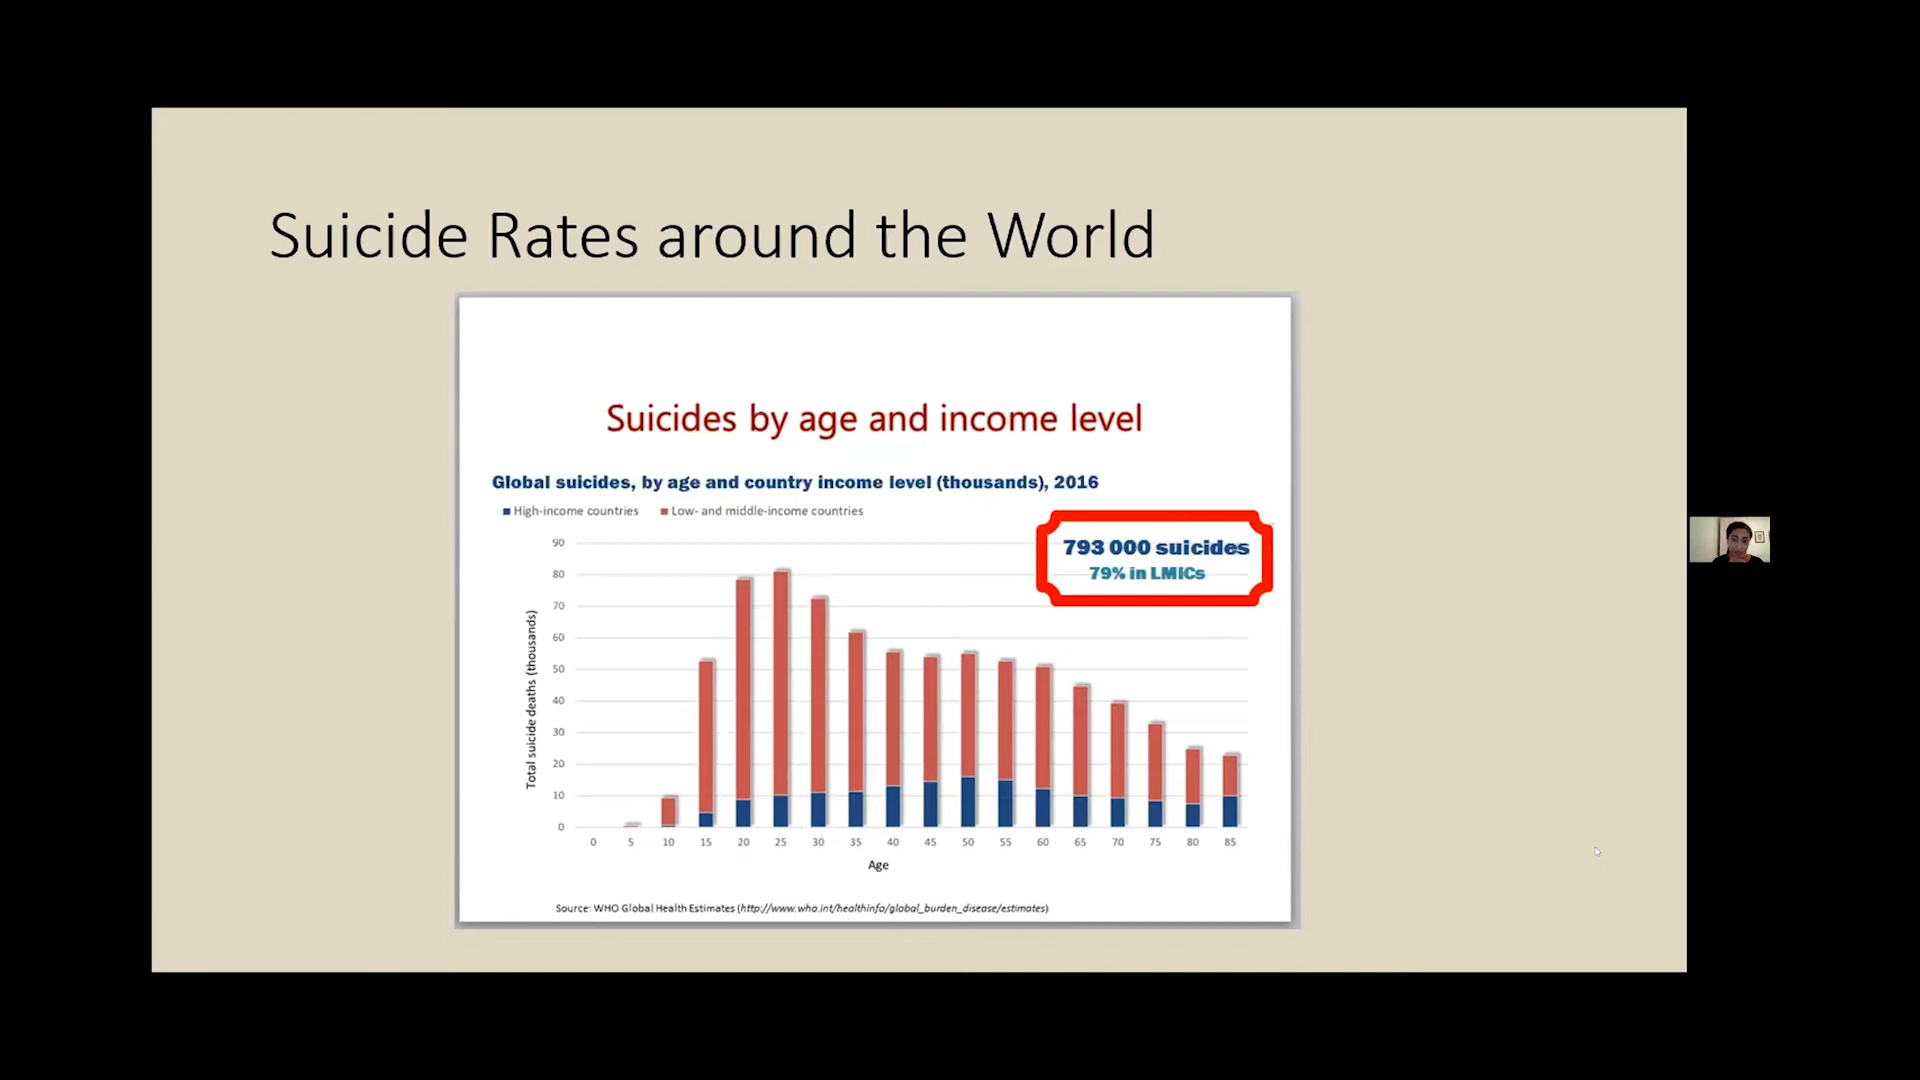 Suicide Rates around the World
Suicides by age and income level
Global suicides, by age and country income level (thousands), 2016
High-income countries Low- and middle-income countries
793 000 suicides
79% in LMICs
90
80
70
60
50
40
30
20
10
0
Total suicide deaths (thousands)
0 5 10 15 20 25 30 35 40 45 50 55 60 65 70 75 80 85
Age
Source: WHO Global Health Estimates (http://www.who.int/healthinfo/global_burden_disease/estimates)